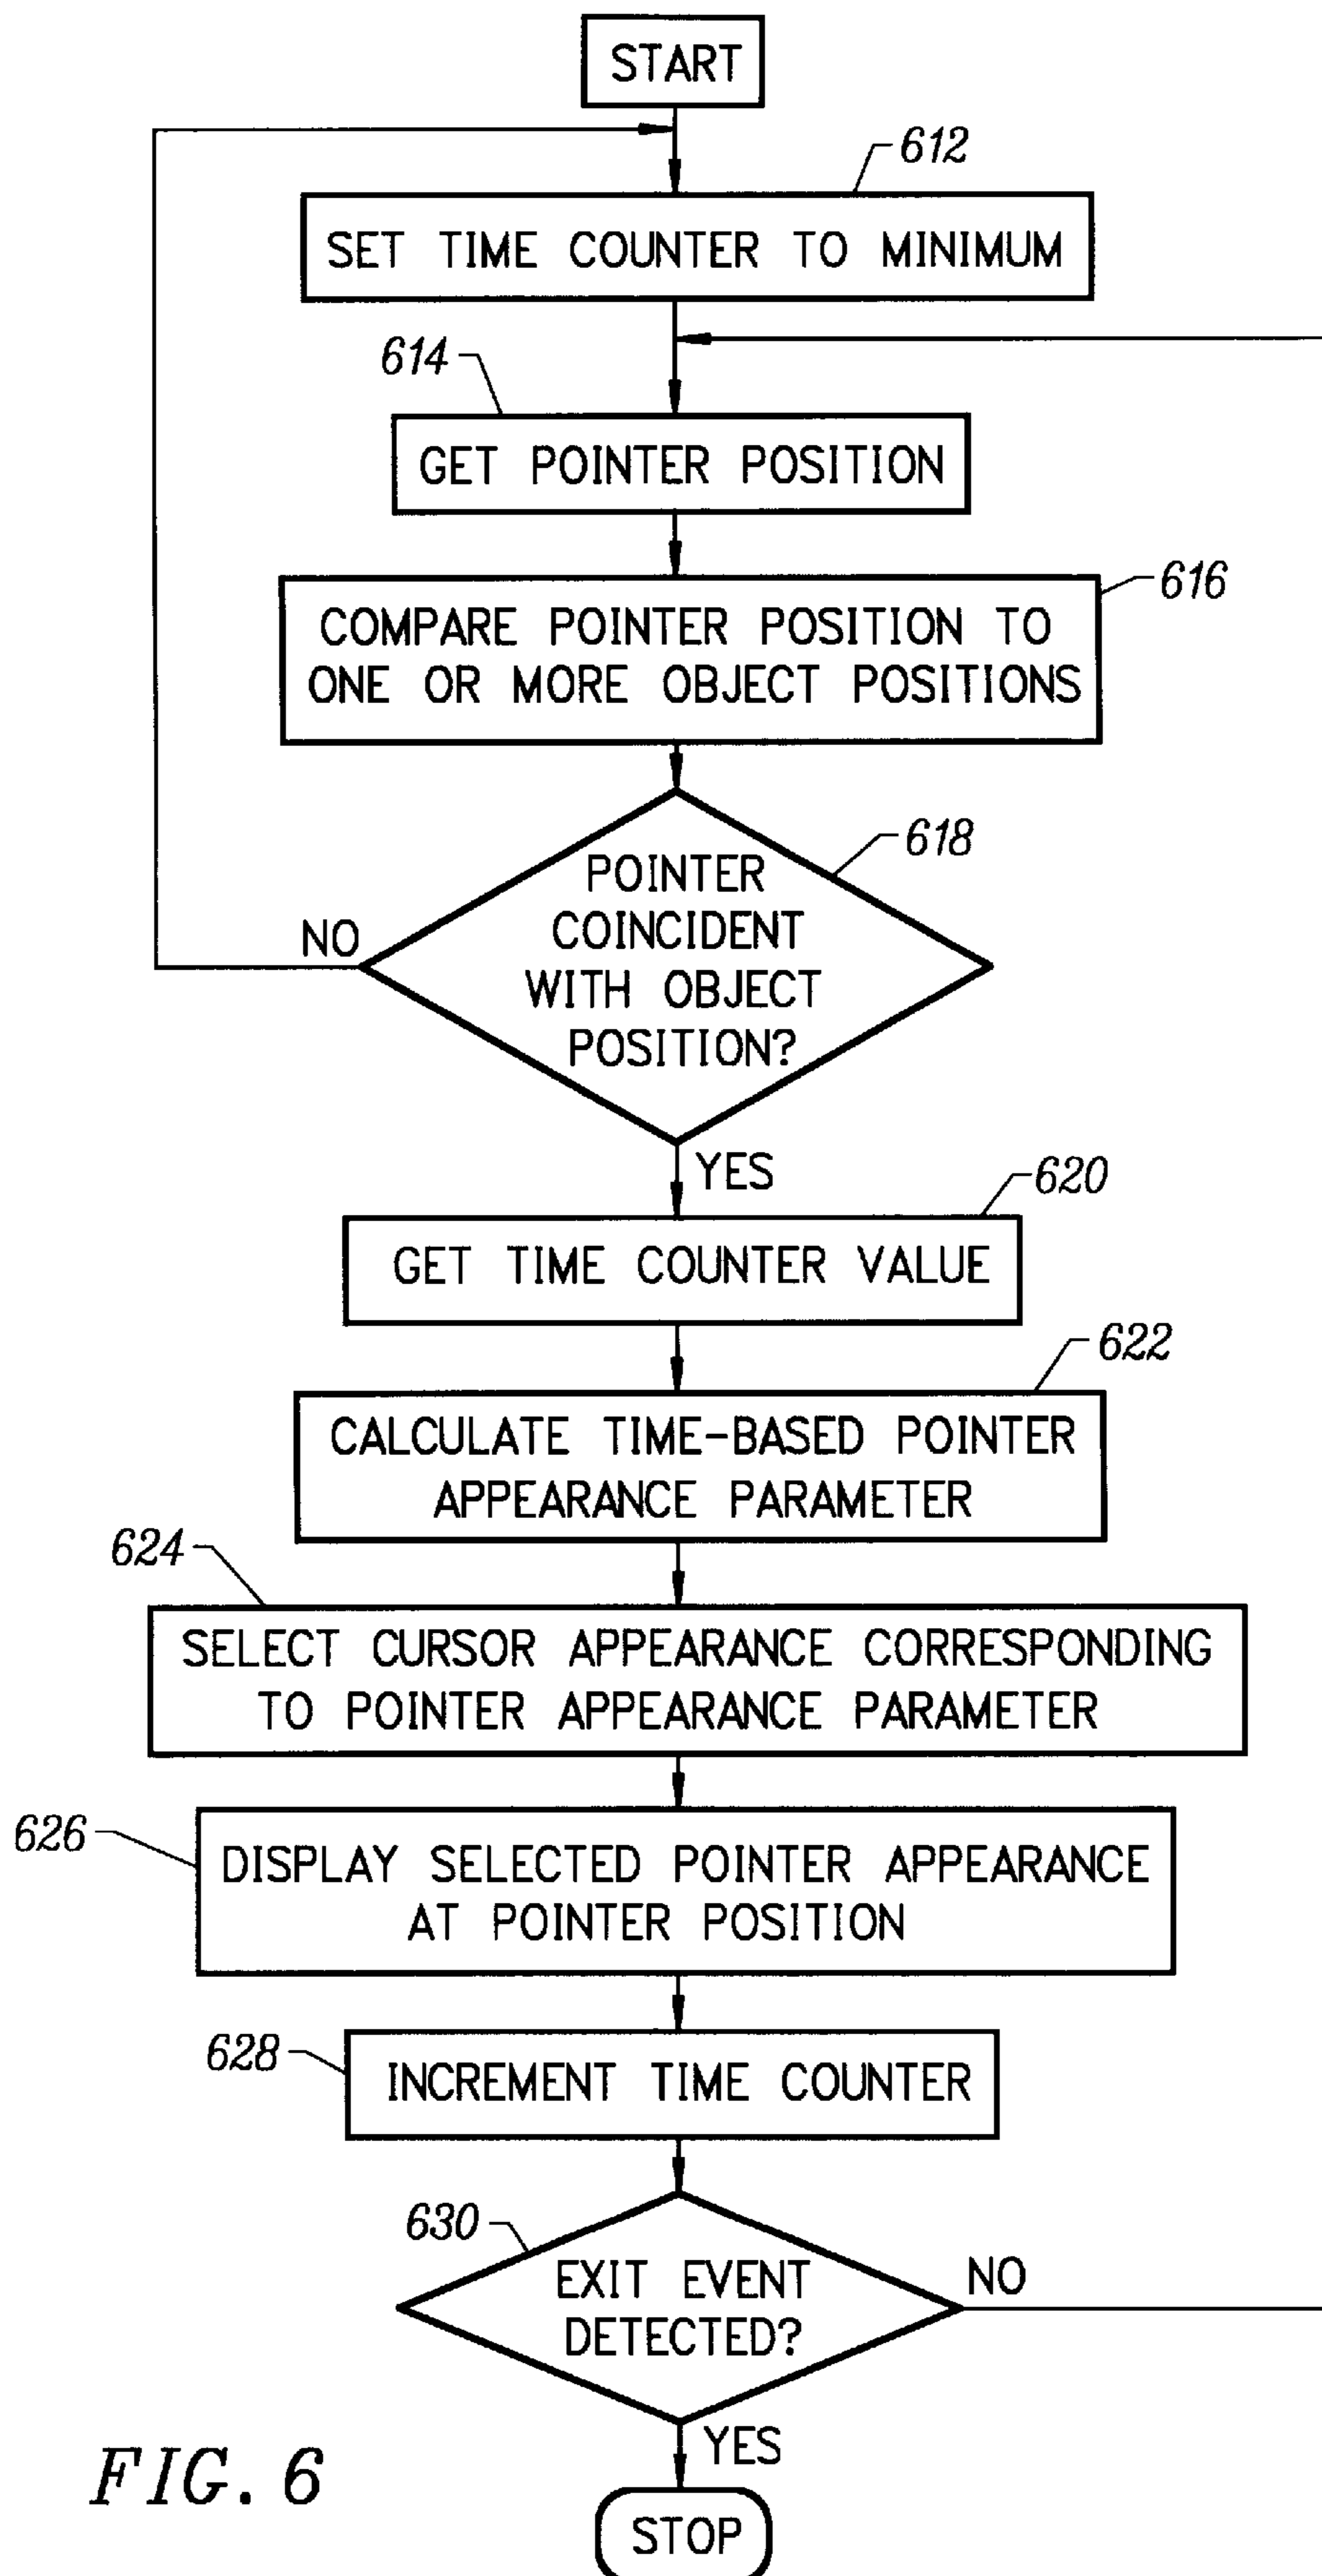 START
612
SET TIME COUNTER TO MINIMUM
614
GET POINTER POSITION
616
COMPARE POINTER POSITION TO
ONE OR MORE OBJECT POSITIONS
618
POINTER
COINCIDENT
WITH OBJECT
POSITION?
NO
YES
620
GET TIME COUNTER VALUE
622
CALCULATE TIME-BASED POINTER
APPEARANCE PARAMETER
624
SELECT CURSOR APPEARANCE CORRESPONDING
TO POINTER APPEARANCE PARAMETER
626
DISPLAY SELECTED POINTER APPEARANCE
AT POINTER POSITION
628
INCREMENT TIME COUNTER
630
EXIT EVENT
DETECTED?
NO
YES
STOP
FIG. 6